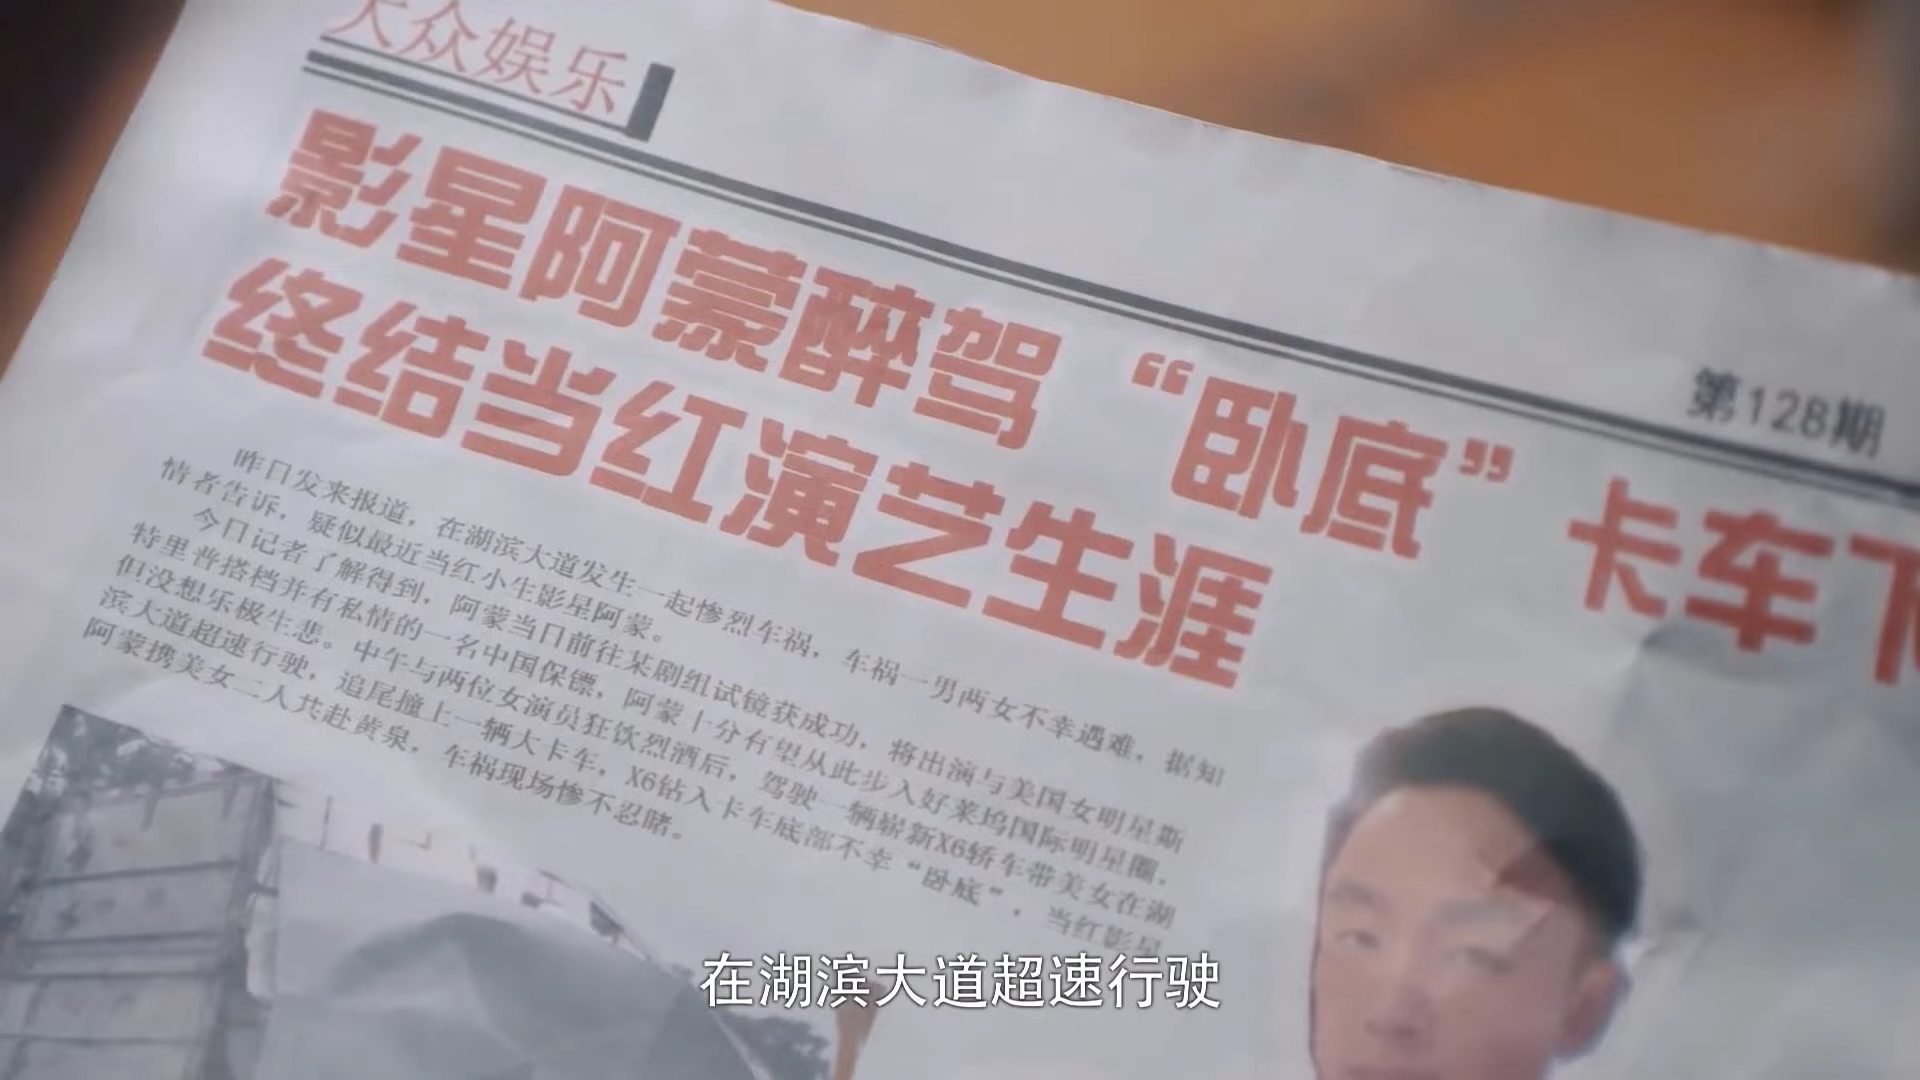 大众娱乐
第128期
影星阿蒙醉驾“卧底”卡车下
终结当红演艺生涯
昨日发来报道，在湖滨大道发生一起惨烈车祸，车祸一男两女不幸遇难，据知
情者告诉，疑似最近当红小生影星阿蒙。
今日记者了解得到，阿蒙当日前往某剧组试镜获成功，将出演与美国女明星斯
特里普搭档并有私情的一名中国保镖，阿蒙十分有望从此步入好莱坞国际明星圈，
但没想乐极生悲。中午与两位女演员狂饮烈酒后，驾驶一辆崭新X6轿车带美女在湖
滨大道超速行驶，追尾撞上一辆大卡车，X6钻入卡车底部不幸“卧底”，当红影星
阿蒙携美女二人共赴黄泉，车祸现场惨不忍睹。
在湖滨大道超速行驶